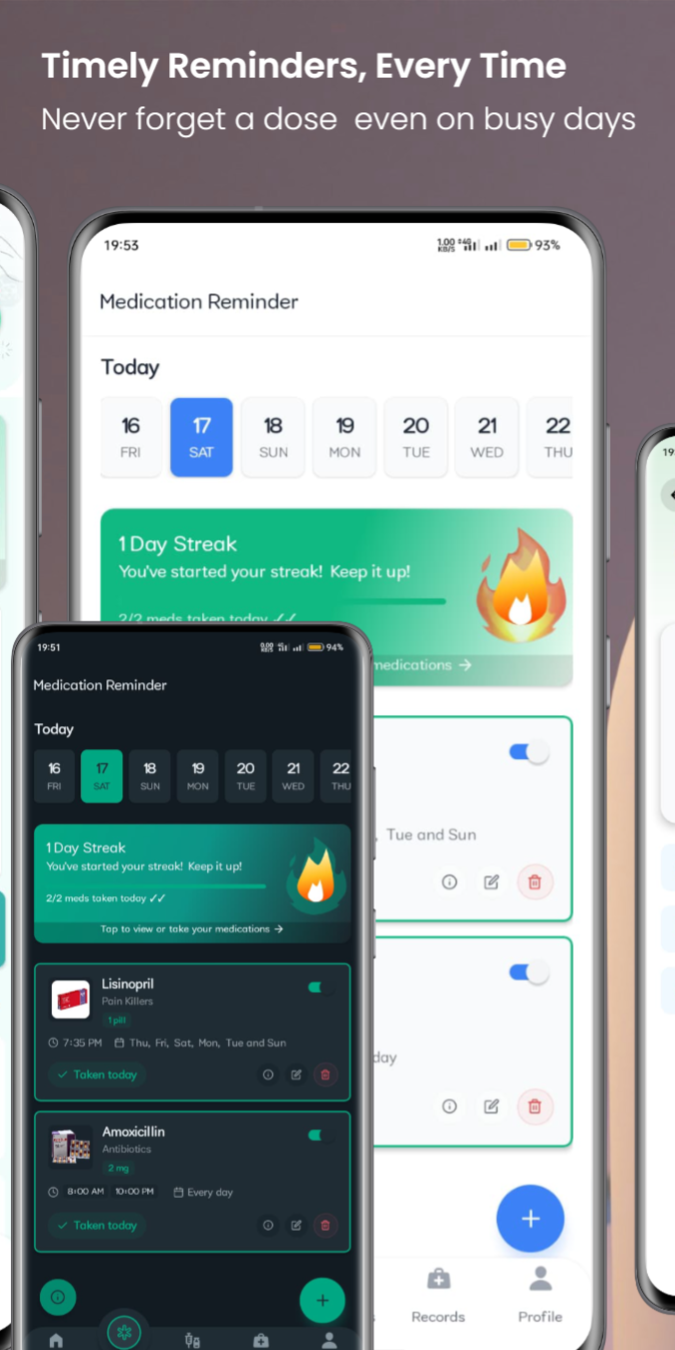 Timely Reminders, Every Time
Never forget a dose even on busy days
19:53
1.00 KB/S
93%
Medication Reminder
Today
16 17 18 19 20 21 22
FRI SAT SUN MON TUE WED THU
1 Day Streak
You've started your streak! Keep it up!
2/2 meds taken today ✓✓
medications →
Tue and Sun
day
Records
Profile
19:51
0.00 KB/S
94%
Medication Reminder
Today
16 17 18 19 20 21 22
FRI SAT SUN MON TUE WED THU
1 Day Streak
You've started your streak! Keep it up!
2/2 meds taken today ✓✓
Tap to view or take your medications →
Lisinopril
Pain Killers
1 pill
7:35 PM Thu, Fri, Sat, Mon, Tue and Sun
✓ Taken today
Amoxicillin
Antibiotics
2 mg
8:00 AM 10:00 PM Every day
✓ Taken today
19